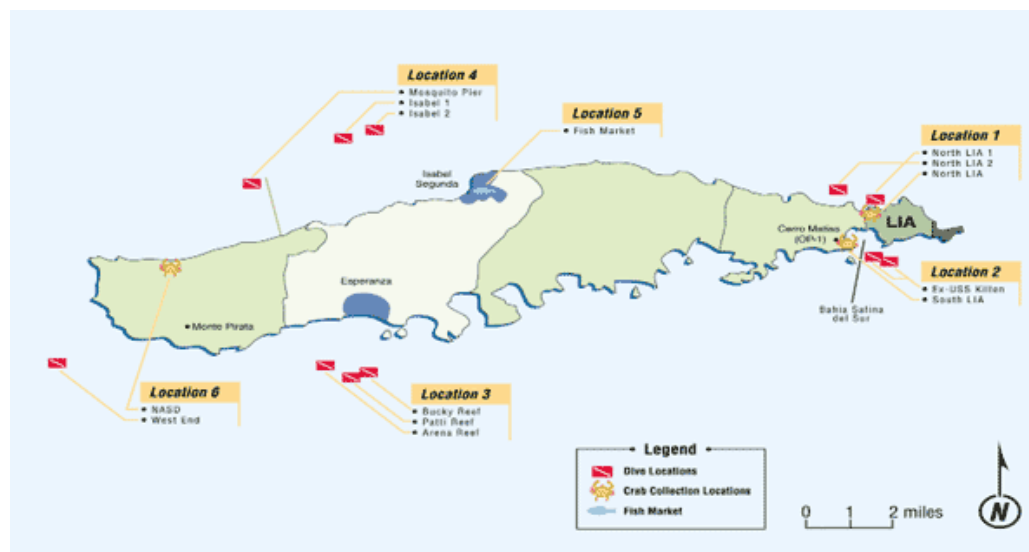 Location 4
• Mosquito Pier
• Isabel 1
• Isabel 2
Location 5
• Fish Market
Location 1
• North LIA 1
• North LIA 2
• North LIA
Isabel
Segunda
LIA
Cerro Matias
(OP-1)
Location 2
• Ex-USS Killen
• South LIA
Esperanza
Bahia Salina
del Sur
•Monte Pirata
Location 6
• NASD
• West End
Location 3
• Bucky Reef
• Patti Reef
• Arena Reef
Legend
Dive Locations
Crab Collection Locations
Fish Market
0 1 2 miles
N